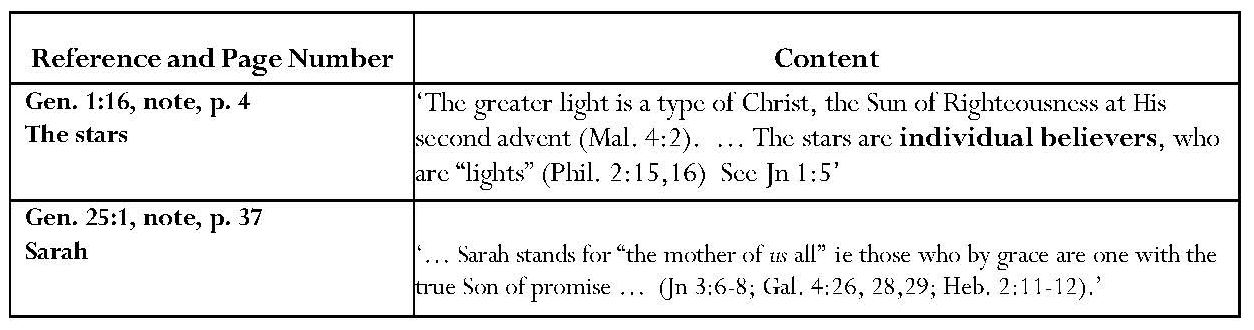 Reference and Page Number
Content
Gen. 1:16, note, p. 4
The stars
‘The greater light is a type of Christ, the Sun of Righteousness at His
second advent (Mal. 4:2). … The stars are individual believers, who
are “lights” (Phil. 2:15,16) See Jn 1:5’
Gen. 25:1, note, p. 37
Sarah
‘… Sarah stands for “the mother of us all” ie those who by grace are one with the
true Son of promise … (Jn 3:6-8; Gal. 4:26, 28,29; Heb. 2:11-12).’